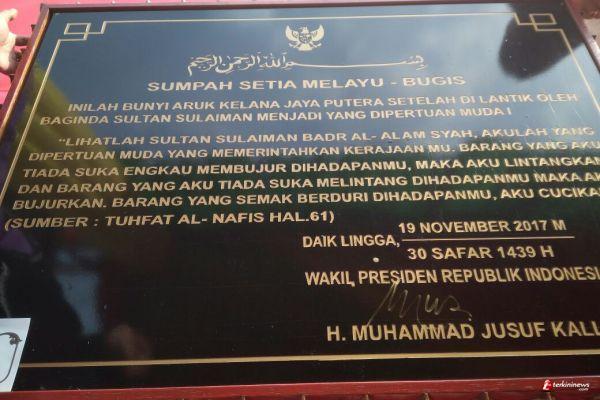 بسم الله الرحمن الرحيم
SUMPAH SETIA MELAYU - BUGIS
INILAH BUNYI ARUK KELANA JAYA PUTERA SETELAH DI LANTIK OLEH
BAGINDA SULTAN SULAIMAN MENJADI YANG DIPERTUAN MUDA I
“LIHATLAH SULTAN SULAIMAN BADR AL- ALAM SYAH, AKULAH YANG
DIPERTUAN MUDA YANG MEMERINTAHKAN KERAJAAN MU. BARANG YANG AKU
TIADA SUKA ENGKAU MEMBUJUR DIHADAPANMU, MAKA AKU LINTANGKAN
DAN BARANG YANG AKU TIADA SUKA MELINTANG DIHADAPANMU MAKA AKU
BUJURKAN. BARANG YANG SEMAK BERDURI DIHADAPANMU, AKU CUCIKA
(SUMBER : TUHFAT AL- NAFIS HAL.61)
DAIK LINGGA, 19 NOVEMBER 2017 M
30 SAFAR 1439 H
WAKIL PRESIDEN REPUBLIK INDONESIA
H. MUHAMMAD JUSUF KALL
terkininews
.com